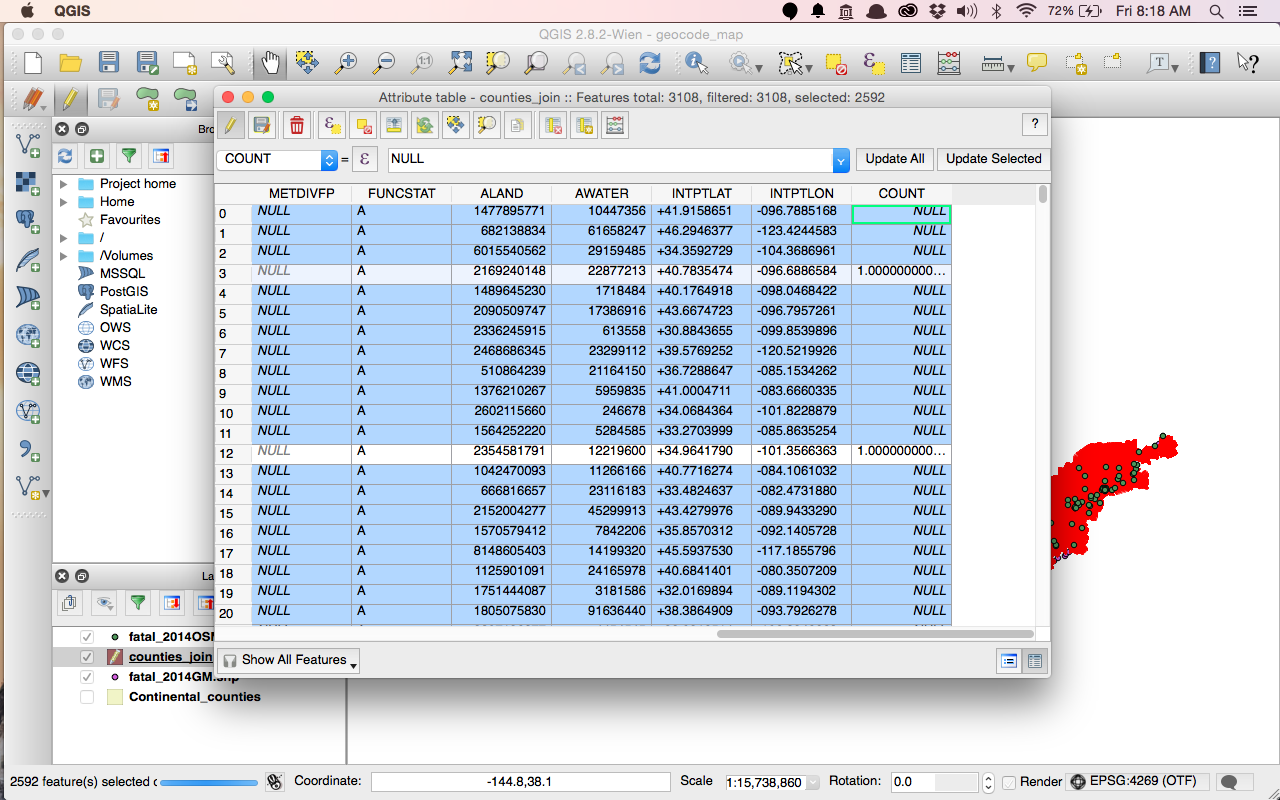 QGIS 72% Fri 8:18 AM
QGIS 2.8.2-Wien - geocode_map
Attribute table - counties_join :: Features total: 3108, filtered: 3108, selected: 2592
?
COUNT = ε NULL Update All Update Selected
METDIVFP FUNCSTAT ALAND AWATER INTPTLAT INTPTLON COUNT
0 NULL A 1477895771 10447356 +41.9158651 -096.7885168 NULL
1 NULL A 682138834 61658247 +46.2946377 -123.4244583 NULL
2 NULL A 6015540562 29159485 +34.3592729 -104.3686961 NULL
3 NULL A 2169240148 22877213 +40.7835474 -096.6886584 1.000000000...
4 NULL A 1489645230 1718484 +40.1764918 -098.0468422 NULL
5 NULL A 2090509747 17386916 +43.6674723 -096.7957261 NULL
6 NULL A 2336245915 613558 +30.8843655 -099.8539896 NULL
7 NULL A 2468686345 23299112 +39.5769252 -120.5219926 NULL
8 NULL A 510864239 21164150 +36.7288647 -085.1534262 NULL
9 NULL A 1376210267 5959835 +41.0004711 -083.6660335 NULL
10 NULL A 2602115660 246678 +34.0684364 -101.8228879 NULL
11 NULL A 1564252220 5284585 +33.2703999 -085.8635254 NULL
12 NULL A 2354581791 12219600 +34.9641790 -101.3566363 1.000000000...
13 NULL A 1042470093 11266166 +40.7716274 -084.1061032 NULL
14 NULL A 666816657 23116183 +33.4824637 -082.4731880 NULL
15 NULL A 2152004277 45299913 +43.4279976 -089.9433290 NULL
16 NULL A 1570579412 7842206 +35.8570312 -092.1405728 NULL
17 NULL A 8148605403 14199320 +45.5937530 -117.1855796 NULL
18 NULL A 1125901091 24165978 +40.6841401 -080.3507209 NULL
19 NULL A 1751444087 3181586 +32.0169894 -089.1194302 NULL
20 NULL A 1805075830 91636440 +38.3864909 -093.7926278 NULL
Show All Features
Bro
Project home
Home
Favourites
/
/Volumes
MSSQL
PostGIS
SpatiaLite
OWS
WCS
WFS
WMS
La
fatal_2014OSM
counties_join
fatal_2014GM.shp
Continental_counties
2592 feature(s) selected Coordinate: -144.8,38.1 Scale 1:15,738,860 Rotation: 0.0 Render EPSG:4269 (OTF)